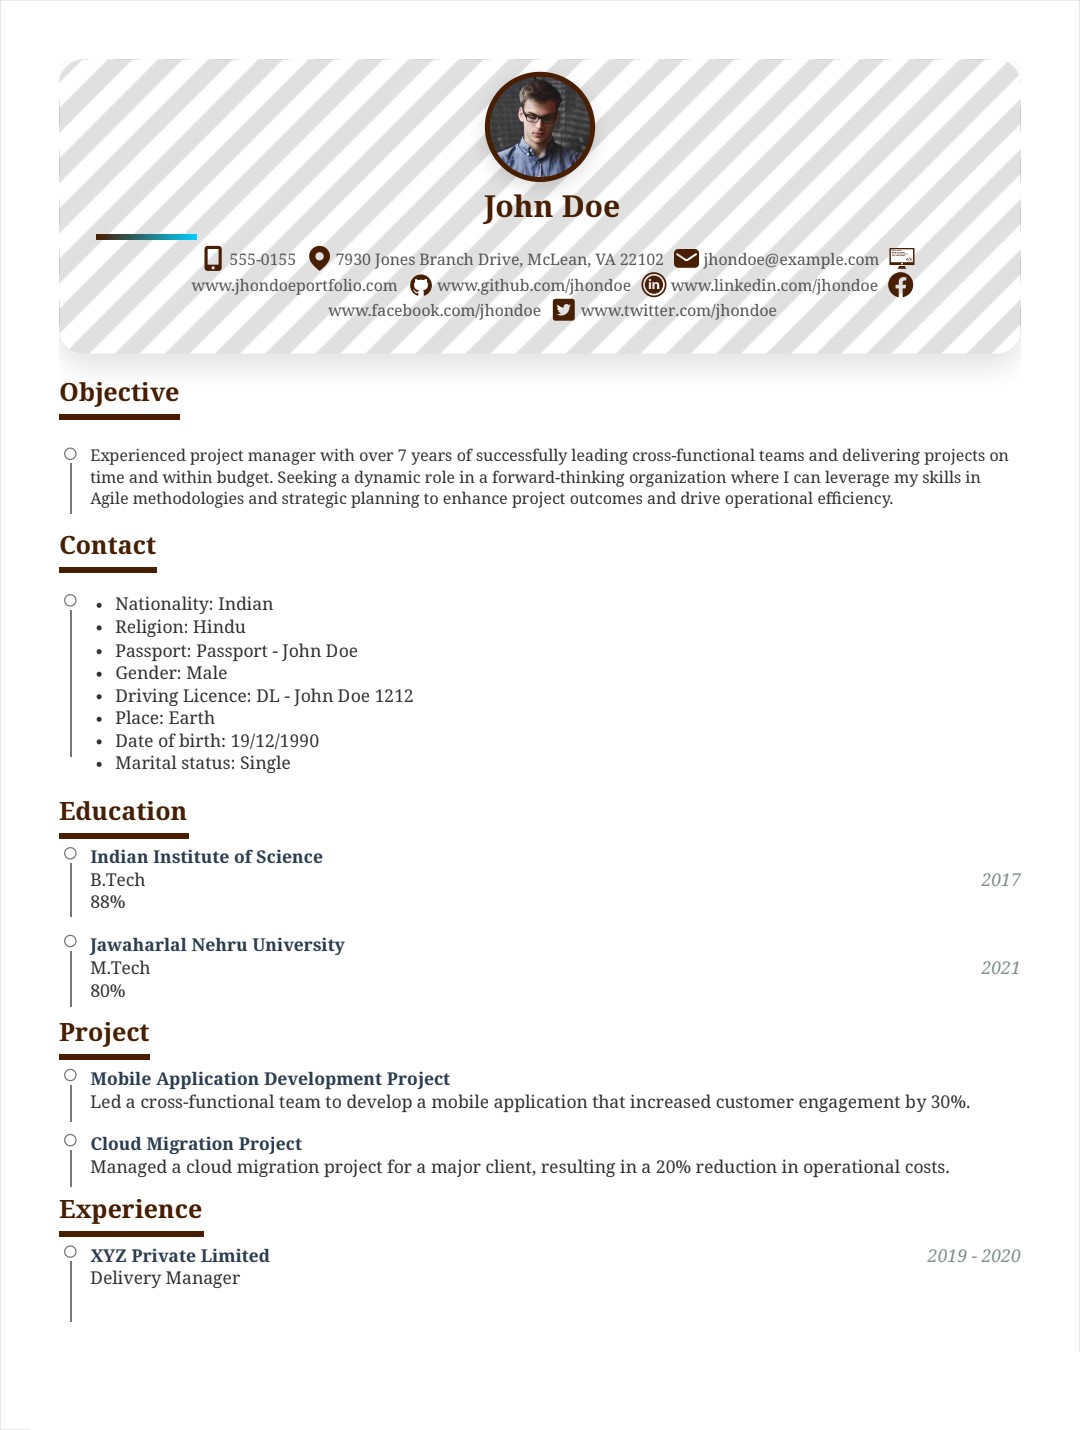 John Doe
555-0155 7930 Jones Branch Drive, McLean, VA 22102 jhondoe@example.com
www.jhondoeportfolio.com www.github.com/jhondoe www.linkedin.com/jhondoe
www.facebook.com/jhondoe www.twitter.com/jhondoe
Objective
Experienced project manager with over 7 years of successfully leading cross-functional teams and delivering projects on
time and within budget. Seeking a dynamic role in a forward-thinking organization where I can leverage my skills in
Agile methodologies and strategic planning to enhance project outcomes and drive operational efficiency.
Contact
• Nationality: Indian
• Religion: Hindu
• Passport: Passport - John Doe
• Gender: Male
• Driving Licence: DL - John Doe 1212
• Place: Earth
• Date of birth: 19/12/1990
• Marital status: Single
Education
Indian Institute of Science
B.Tech 2017
88%
Jawaharlal Nehru University
M.Tech 2021
80%
Project
Mobile Application Development Project
Led a cross-functional team to develop a mobile application that increased customer engagement by 30%.
Cloud Migration Project
Managed a cloud migration project for a major client, resulting in a 20% reduction in operational costs.
Experience
XYZ Private Limited 2019 - 2020
Delivery Manager